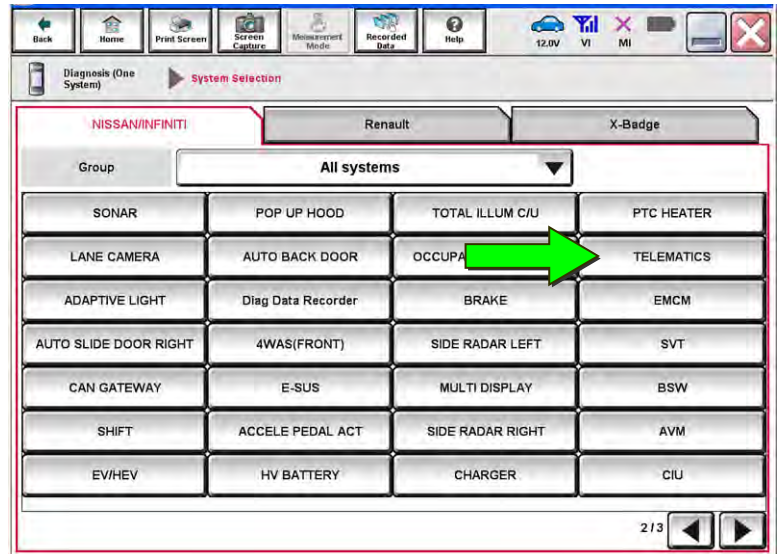 Back Home Print Screen Screen Capture Measurement Mode Recorded Data Help 12.0V VI MI
Diagnosis (One System) System Selection
NISSAN/INFINITI Renault X-Badge
Group All systems
SONAR POP UP HOOD TOTAL ILLUM C/U PTC HEATER
LANE CAMERA AUTO BACK DOOR OCCUPA TELEMATICS
ADAPTIVE LIGHT Diag Data Recorder BRAKE EMCM
AUTO SLIDE DOOR RIGHT 4WAS(FRONT) SIDE RADAR LEFT SVT
CAN GATEWAY E-SUS MULTI DISPLAY BSW
SHIFT ACCELE PEDAL ACT SIDE RADAR RIGHT AVM
EV/HEV HV BATTERY CHARGER CIU
2/3